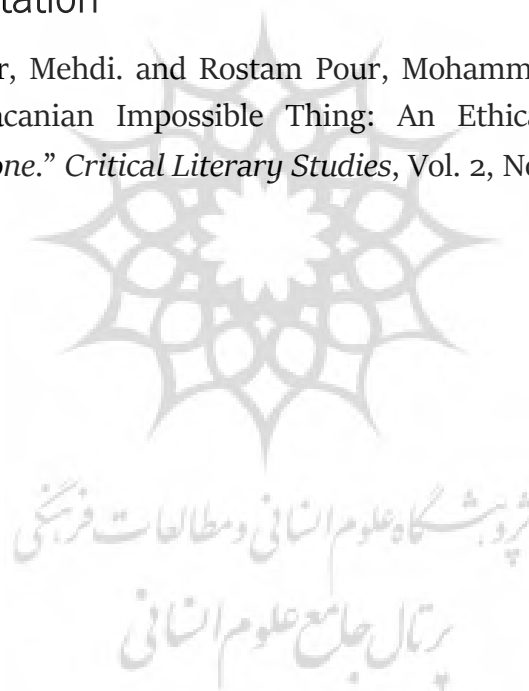 tation
r, Mehdi. and Rostam Pour, Mohamm
acanian Impossible Thing: An Ethica
one." Critical Literary Studies, Vol. 2, No
پژوهشگاه علوم انسانی و مطالعات فرهنگی
پرتال جامع علوم انسانی